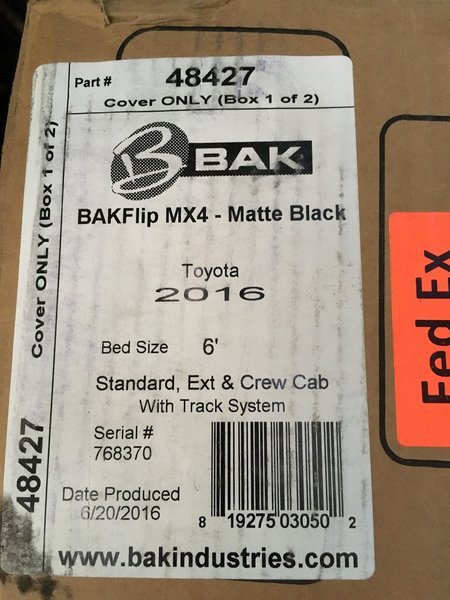 Part # 48427
Cover ONLY (Box 1 of 2)
B BAK
BAKFlip MX4 - Matte Black
Toyota
2016
Bed Size 6'
Standard, Ext & Crew Cab
With Track System
Serial #
768370
Date Produced
6/20/2016
8 19275 03050 2
www.bakindustries.com
48427 Cover ONLY (Box 1 of 2)
Fed Ex